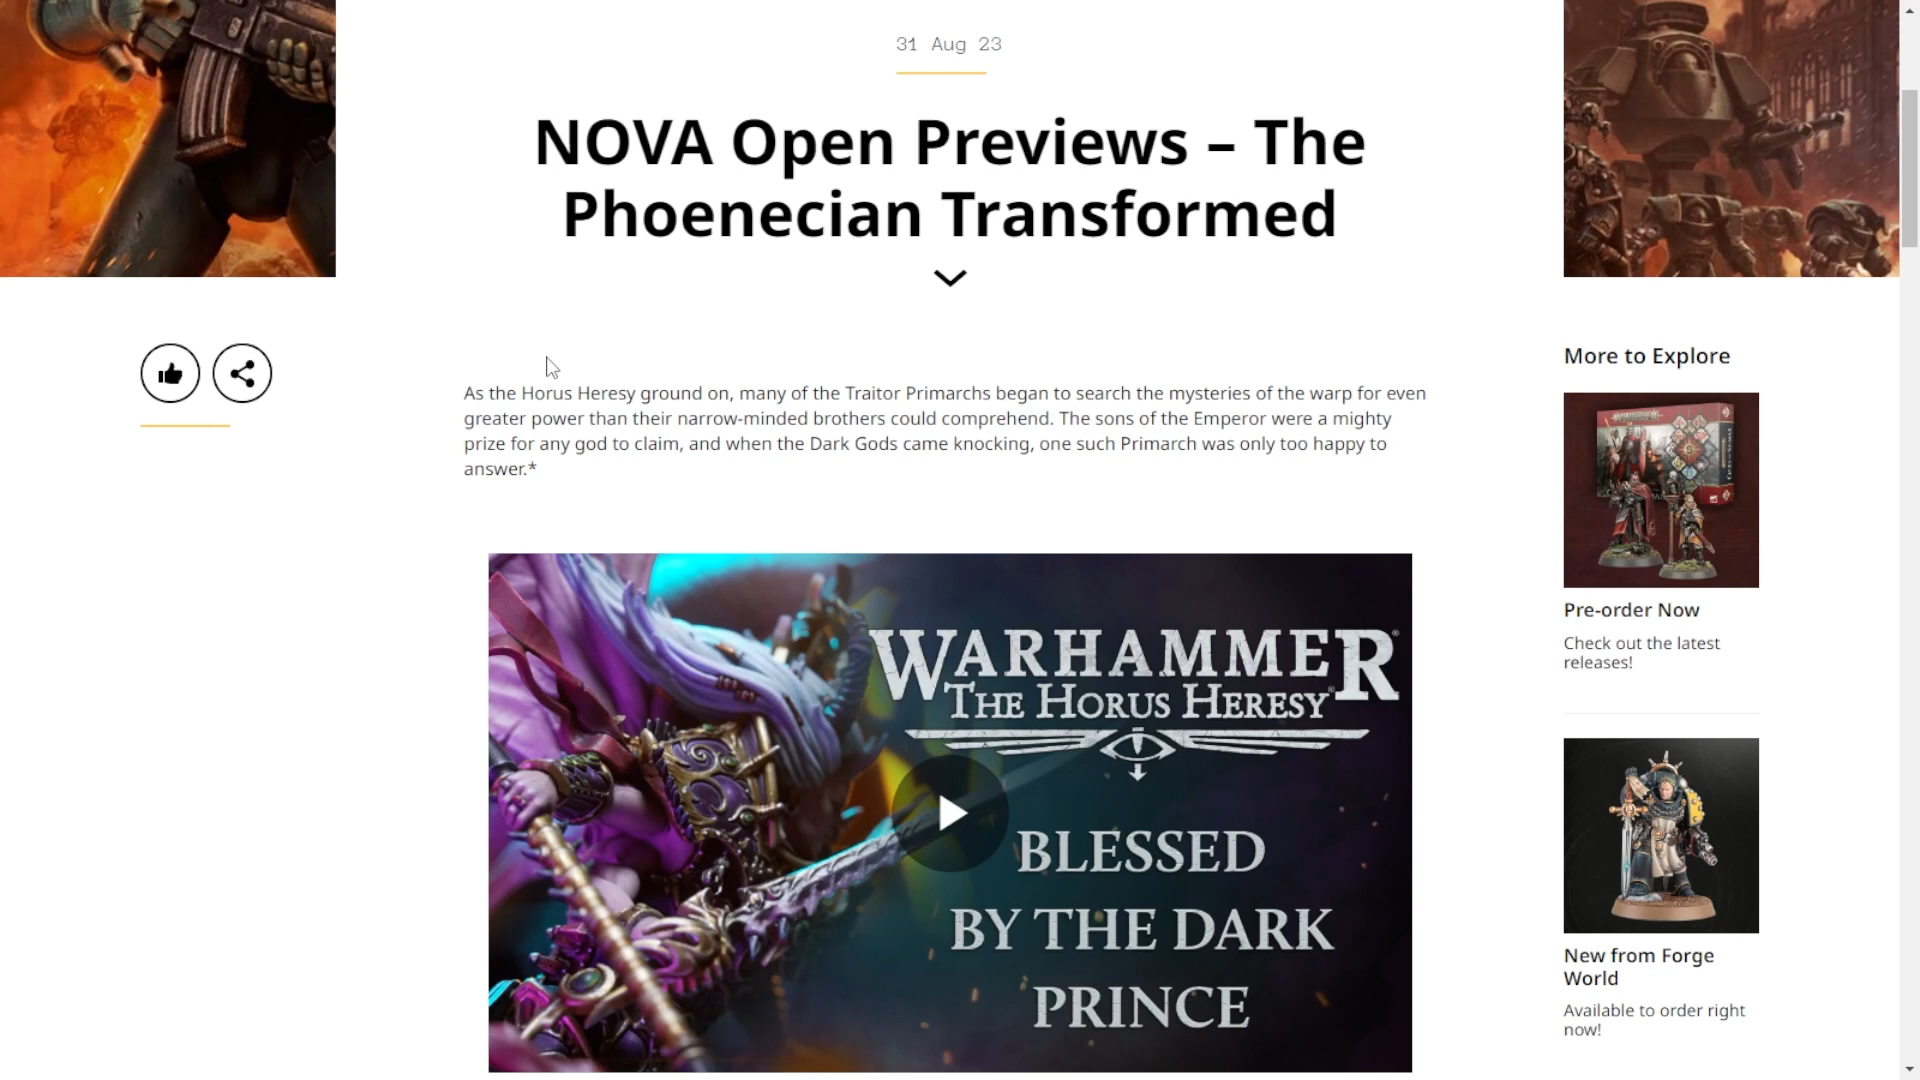 31 Aug 23
NOVA Open Previews – The
Phoenecian Transformed
As the Horus Heresy ground on, many of the Traitor Primarchs began to search the mysteries of the warp for even
greater power than their narrow-minded brothers could comprehend. The sons of the Emperor were a mighty
prize for any god to claim, and when the Dark Gods came knocking, one such Primarch was only too happy to
answer.*
WARHAMMER®
THE HORUS HERESY®
BLESSED
BY THE DARK
PRINCE
More to Explore
Pre-order Now
Check out the latest
releases!
New from Forge
World
Available to order right
now!